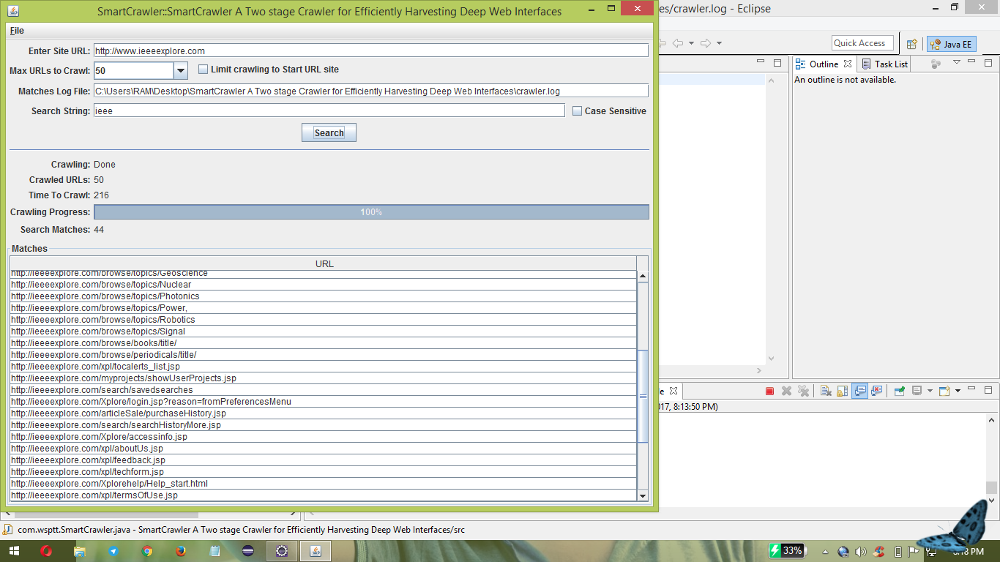 SmartCrawler::SmartCrawler A Two stage Crawler for Efficiently Harvesting Deep Web Interfaces
es/crawler.log - Eclipse
File
Enter Site URL: http://www.ieeeexplore.com
Quick Access
Java EE
Max URLs to Crawl: 50
Limit crawling to Start URL site
Outline
Task List
An outline is not available.
Matches Log File: C:\Users\RAM\Desktop\SmartCrawler A Two stage Crawler for Efficiently Harvesting Deep Web Interfaces\crawler.log
Search String: ieee
Case Sensitive
Search
Crawling: Done
Crawled URLs: 50
Time To Crawl: 216
Crawling Progress: 100%
Search Matches: 44
Matches
URL
http://ieeeexplore.com/browse/topics/Geoscience
http://ieeeexplore.com/browse/topics/Nuclear
http://ieeeexplore.com/browse/topics/Photonics
http://ieeeexplore.com/browse/topics/Power,
http://ieeeexplore.com/browse/topics/Robotics
http://ieeeexplore.com/browse/topics/Signal
http://ieeeexplore.com/browse/books/title/
http://ieeeexplore.com/browse/periodicals/title/
http://ieeeexplore.com/xpl/tocalerts_list.jsp
http://ieeeexplore.com/myprojects/showUserProjects.jsp
http://ieeeexplore.com/search/savedsearches
http://ieeeexplore.com/Xplore/login.jsp?reason=fromPreferencesMenu
http://ieeeexplore.com/articleSale/purchaseHistory.jsp
http://ieeeexplore.com/search/searchHistoryMore.jsp
http://ieeeexplore.com/Xplore/accessinfo.jsp
http://ieeeexplore.com/xpl/aboutUs.jsp
http://ieeeexplore.com/xpl/feedback.jsp
http://ieeeexplore.com/xpl/techform.jsp
http://ieeeexplore.com/Xplorehelp/Help_start.html
http://ieeeexplore.com/xpl/termsOfUse.jsp
017, 8:13:50 PM)
com.wsptt.SmartCrawler.java - SmartCrawler A Two stage Crawler for Efficiently Harvesting Deep Web Interfaces/src
33%
PM